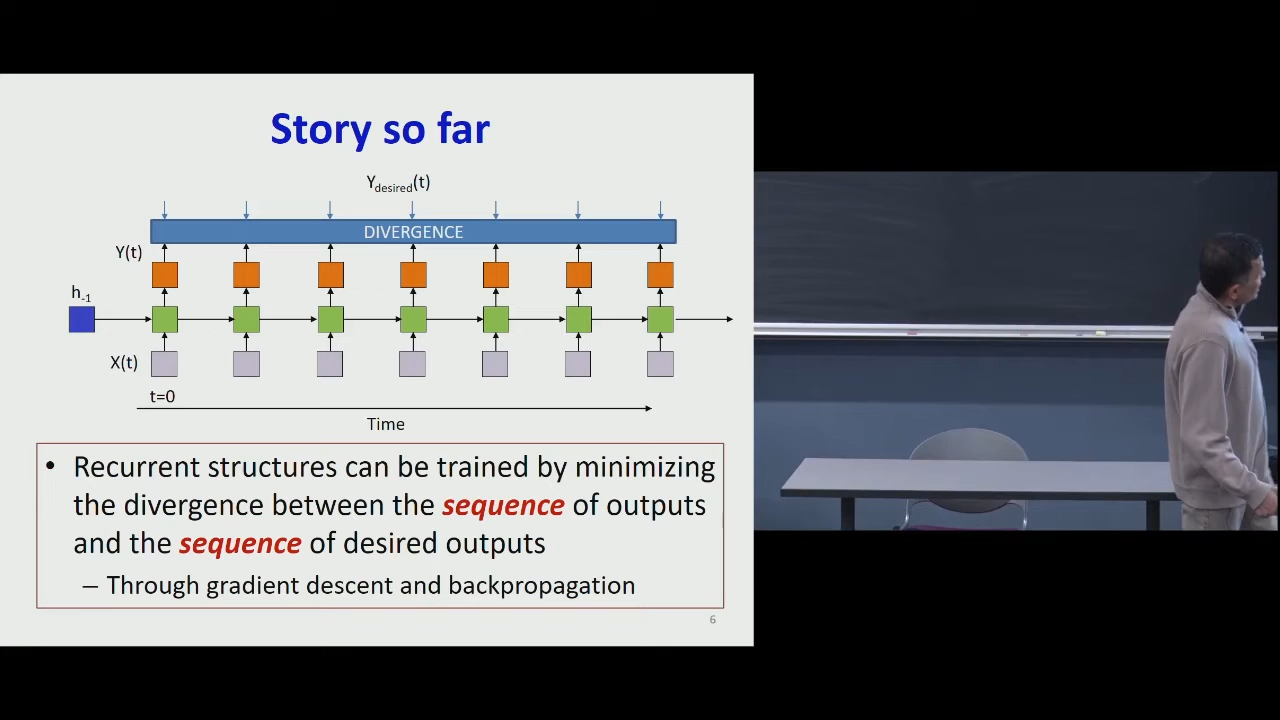 Story so far
Ydesired(t)
DIVERGENCE
Y(t)
h-1
X(t)
t=0
Time
• Recurrent structures can be trained by minimizing
the divergence between the sequence of outputs
and the sequence of desired outputs
– Through gradient descent and backpropagation
6